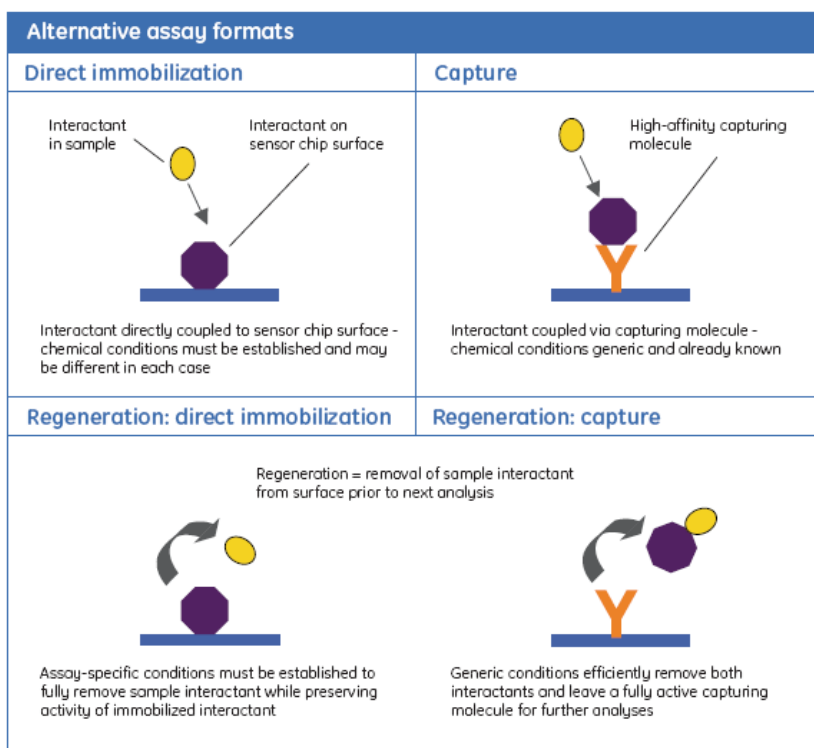 Alternative assay formats
Direct immobilization
Capture
Interactant
in sample
Interactant on
sensor chip surface
High-affinity capturing
molecule
Interactant directly coupled to sensor chip surface -
chemical conditions must be established and may
be different in each case
Interactant coupled via capturing molecule -
chemical conditions generic and already known
Regeneration: direct immobilization
Regeneration: capture
Regeneration = removal of sample interactant
from surface prior to next analysis
Assay-specific conditions must be established to
fully remove sample interactant while preserving
activity of immobilized interactant
Generic conditions efficiently remove both
interactants and leave a fully active capturing
molecule for further analyses